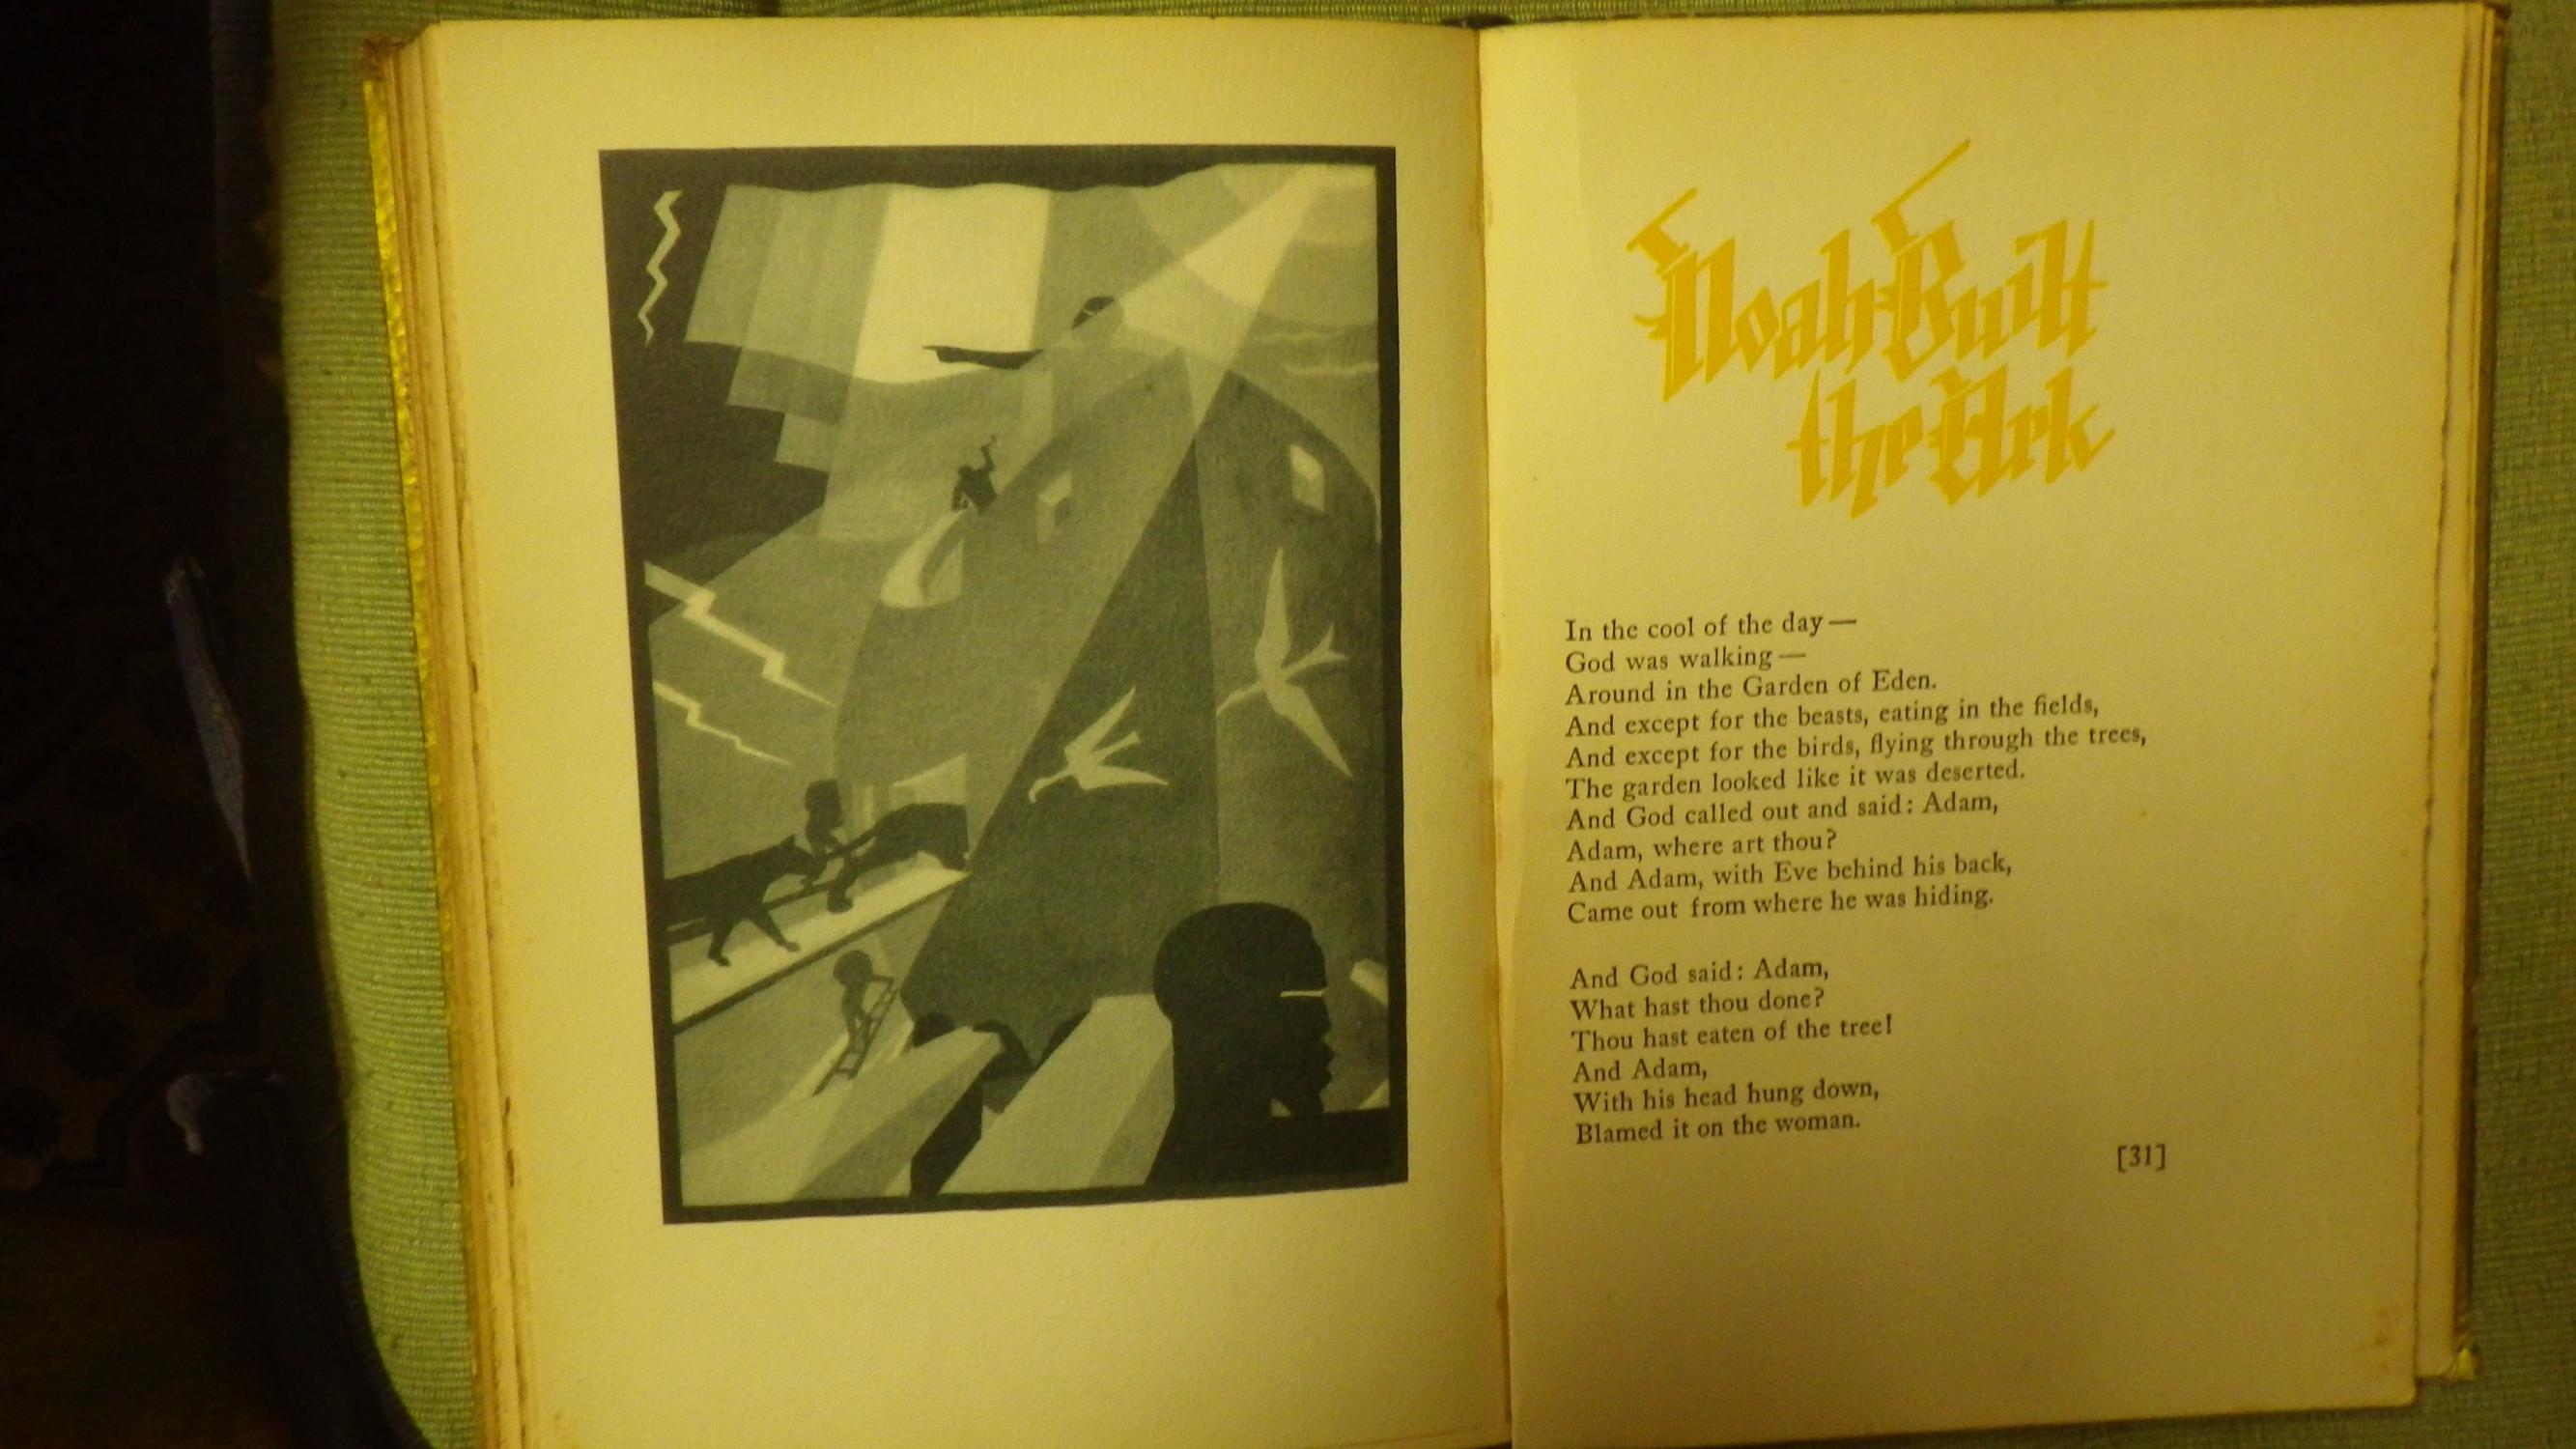 Noah Built
the Ark
In the cool of the day—
God was walking—
Around in the Garden of Eden.
And except for the beasts, eating in the fields,
And except for the birds, flying through the trees,
The garden looked like it was deserted.
And God called out and said: Adam,
Adam, where art thou?
And Adam, with Eve behind his back,
Came out from where he was hiding.
And God said: Adam,
What hast thou done?
Thou hast eaten of the tree!
And Adam,
With his head hung down,
Blamed it on the woman.
[31]